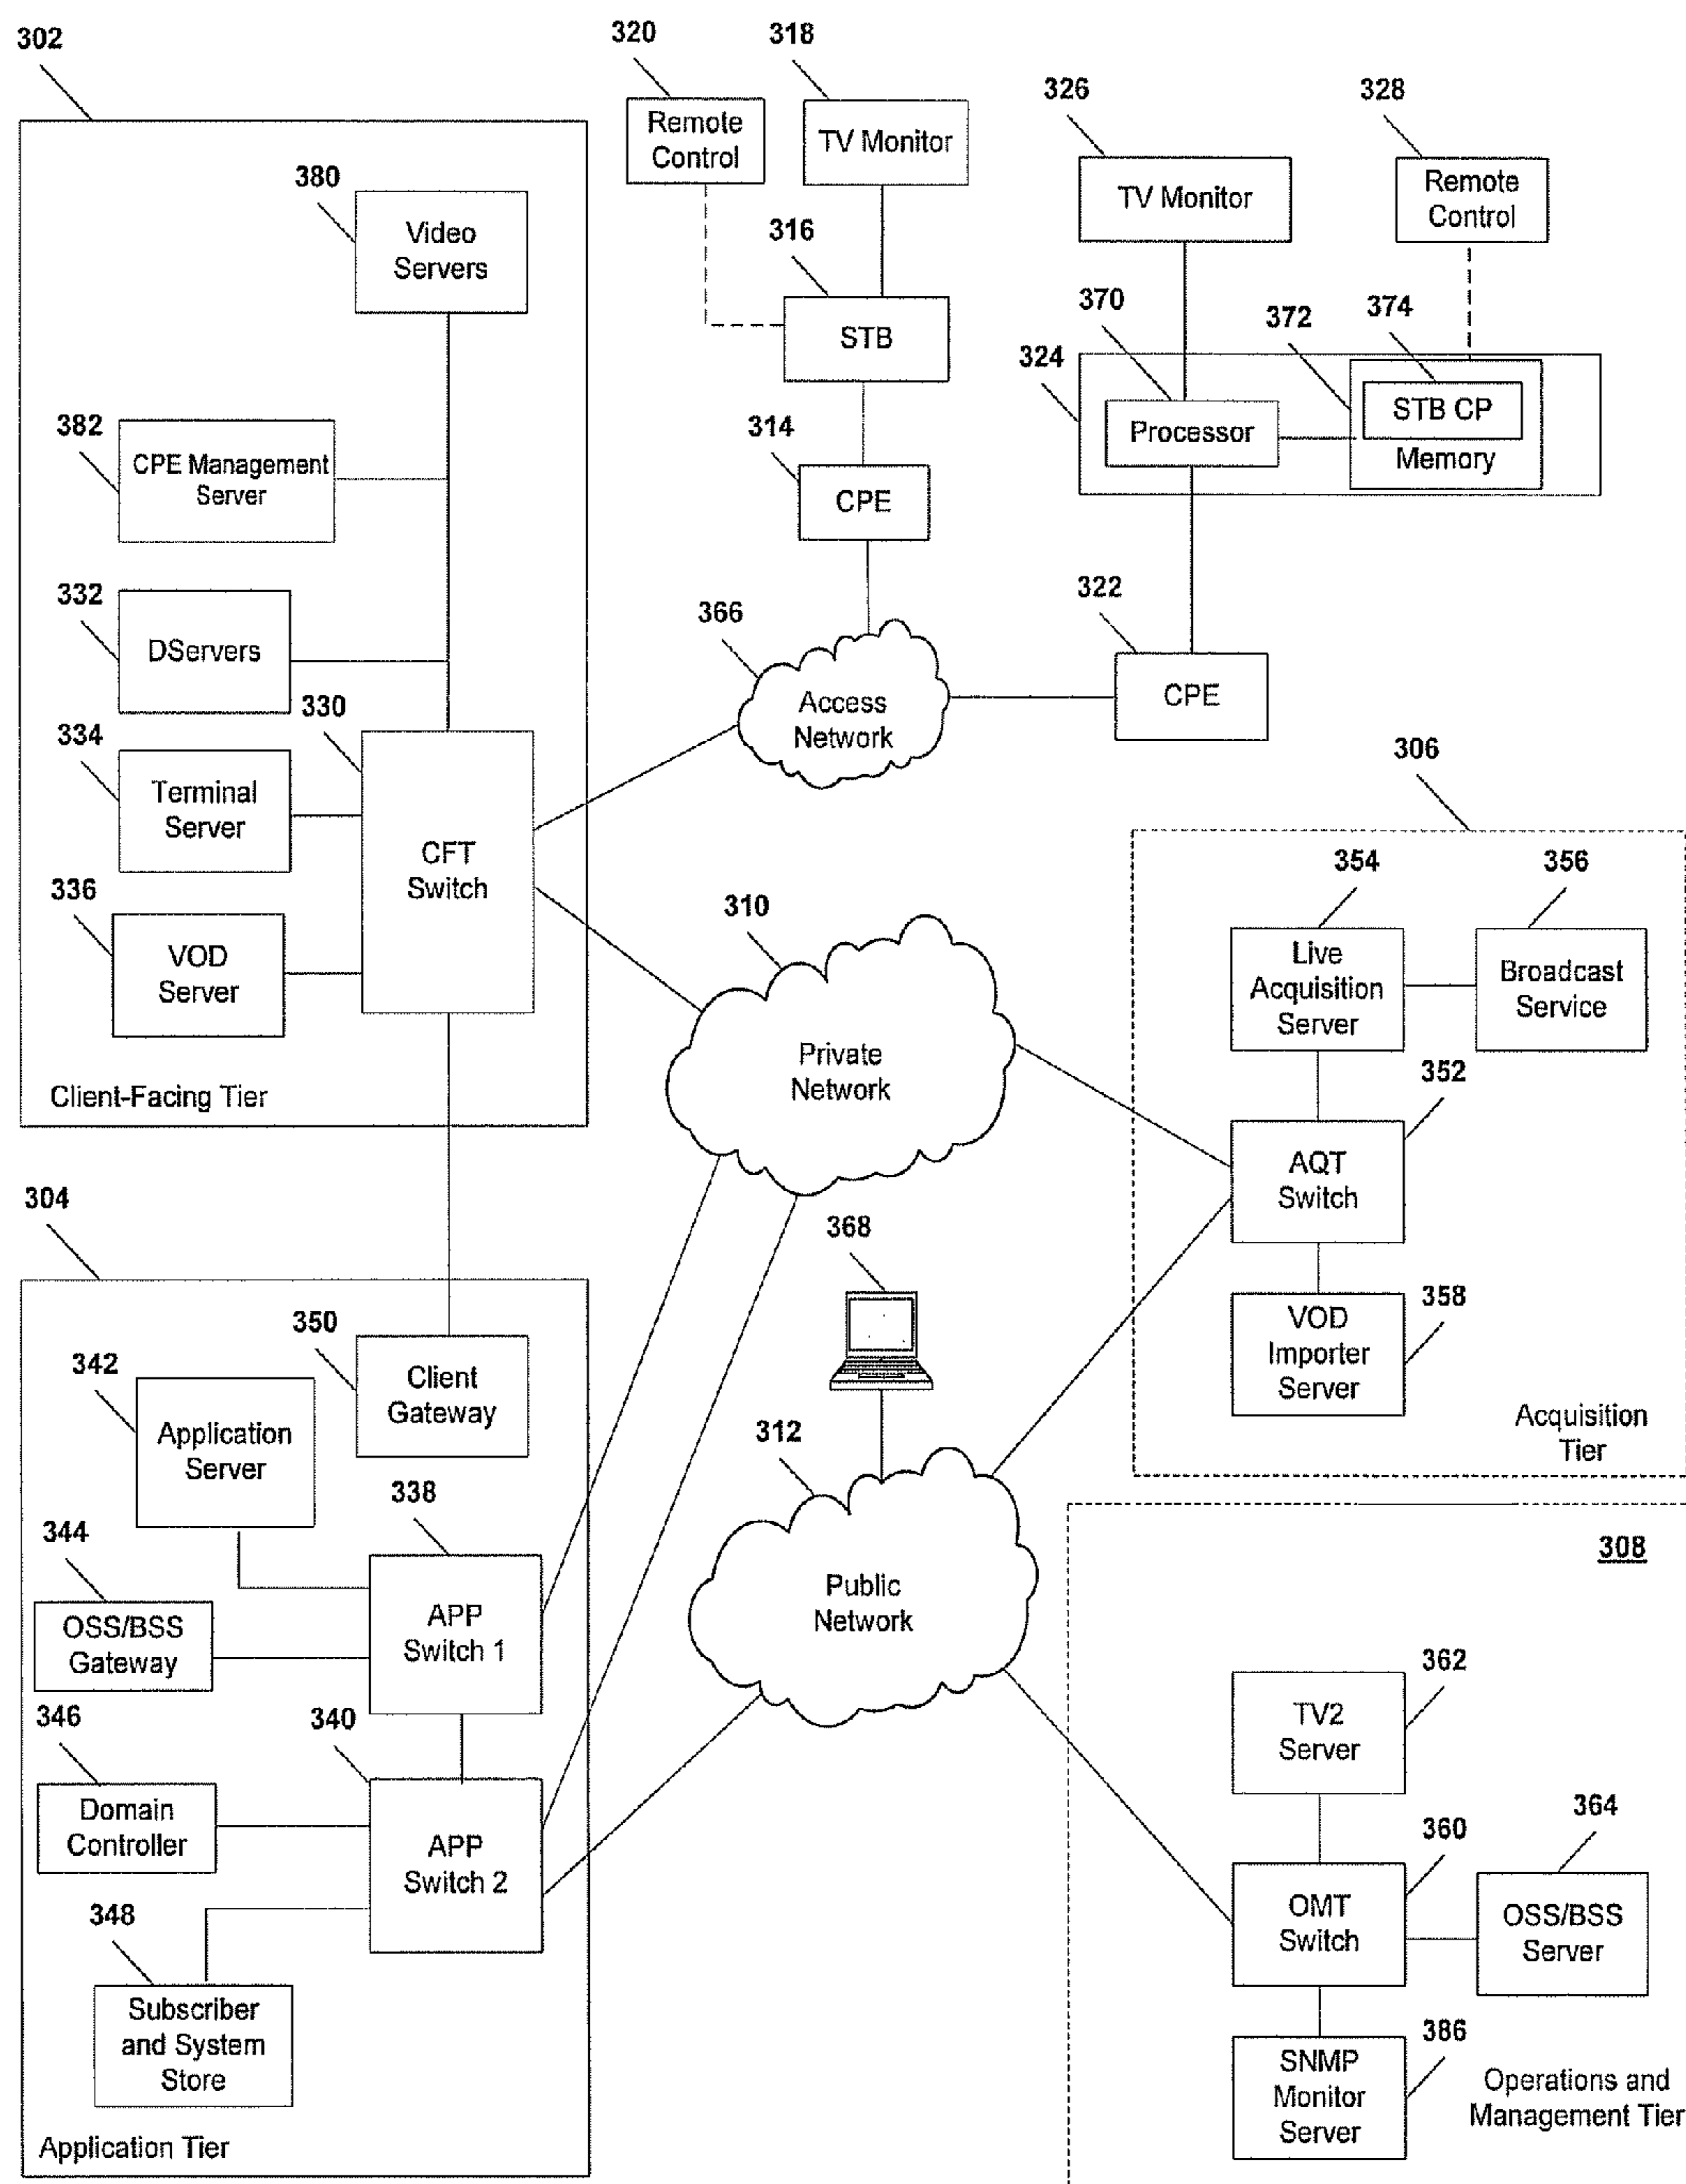 302
320
318
326
328
Remote
Control
TV Monitor
TV Monitor
Remote
Control
380
Video
Servers
316
STB
370
372
374
324
Processor
STB CP
Memory
382
CPE Management
Server
314
CPE
332
DServers
366
Access
Network
322
CPE
330
334
Terminal
Server
CFT
Switch
336
VOD
Server
Client-Facing Tier
310
Private
Network
306
354
356
Live
Acquisition
Server
Broadcast
Service
352
AQT
Switch
358
VOD
Importer
Server
Acquisition
Tier
304
368
350
Client
Gateway
342
Application
Server
312
Public
Network
338
344
OSS/BSS
Gateway
APP
Switch 1
346
340
Domain
Controller
APP
Switch 2
348
Subscriber
and System
Store
Application Tier
308
362
TV2
Server
360
364
OMT
Switch
OSS/BSS
Server
386
SNMP
Monitor
Server
Operations and
Management Tier